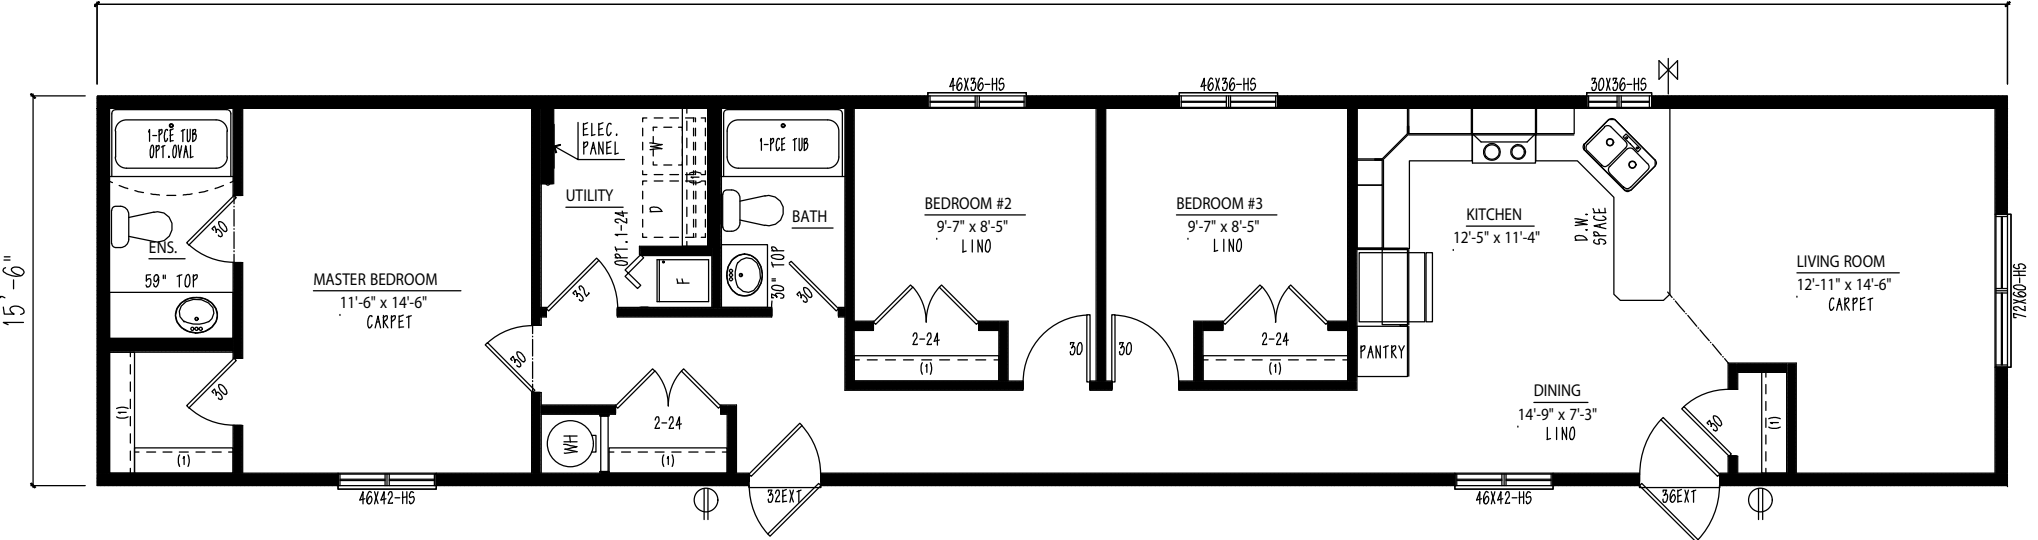 15'-6"
1-PCE TUB
OPT.OVAL
ENS.
30
59" TOP
30
(1)
(1)
MASTER BEDROOM
11'-6" x 14'-6"
CARPET
46X42-HS
30
ELEC.
PANEL
UTILITY
OPT.1-24
W
D
(1)
32
F
WH
2-24
(1)
1-PCE TUB
BATH
30" TOP
30
32EXT
46X36-HS
BEDROOM #2
9'-7" x 8'-5"
LINO
2-24
(1)
30
46X36-HS
BEDROOM #3
9'-7" x 8'-5"
LINO
30
2-24
(1)
30X36-HS
KITCHEN
12'-5" x 11'-4"
D.W.
SPACE
PANTRY
DINING
14'-9" x 7'-3"
LINO
46X42-HS
36EXT
30
(1)
LIVING ROOM
12'-11" x 14'-6"
CARPET
72X60-HS